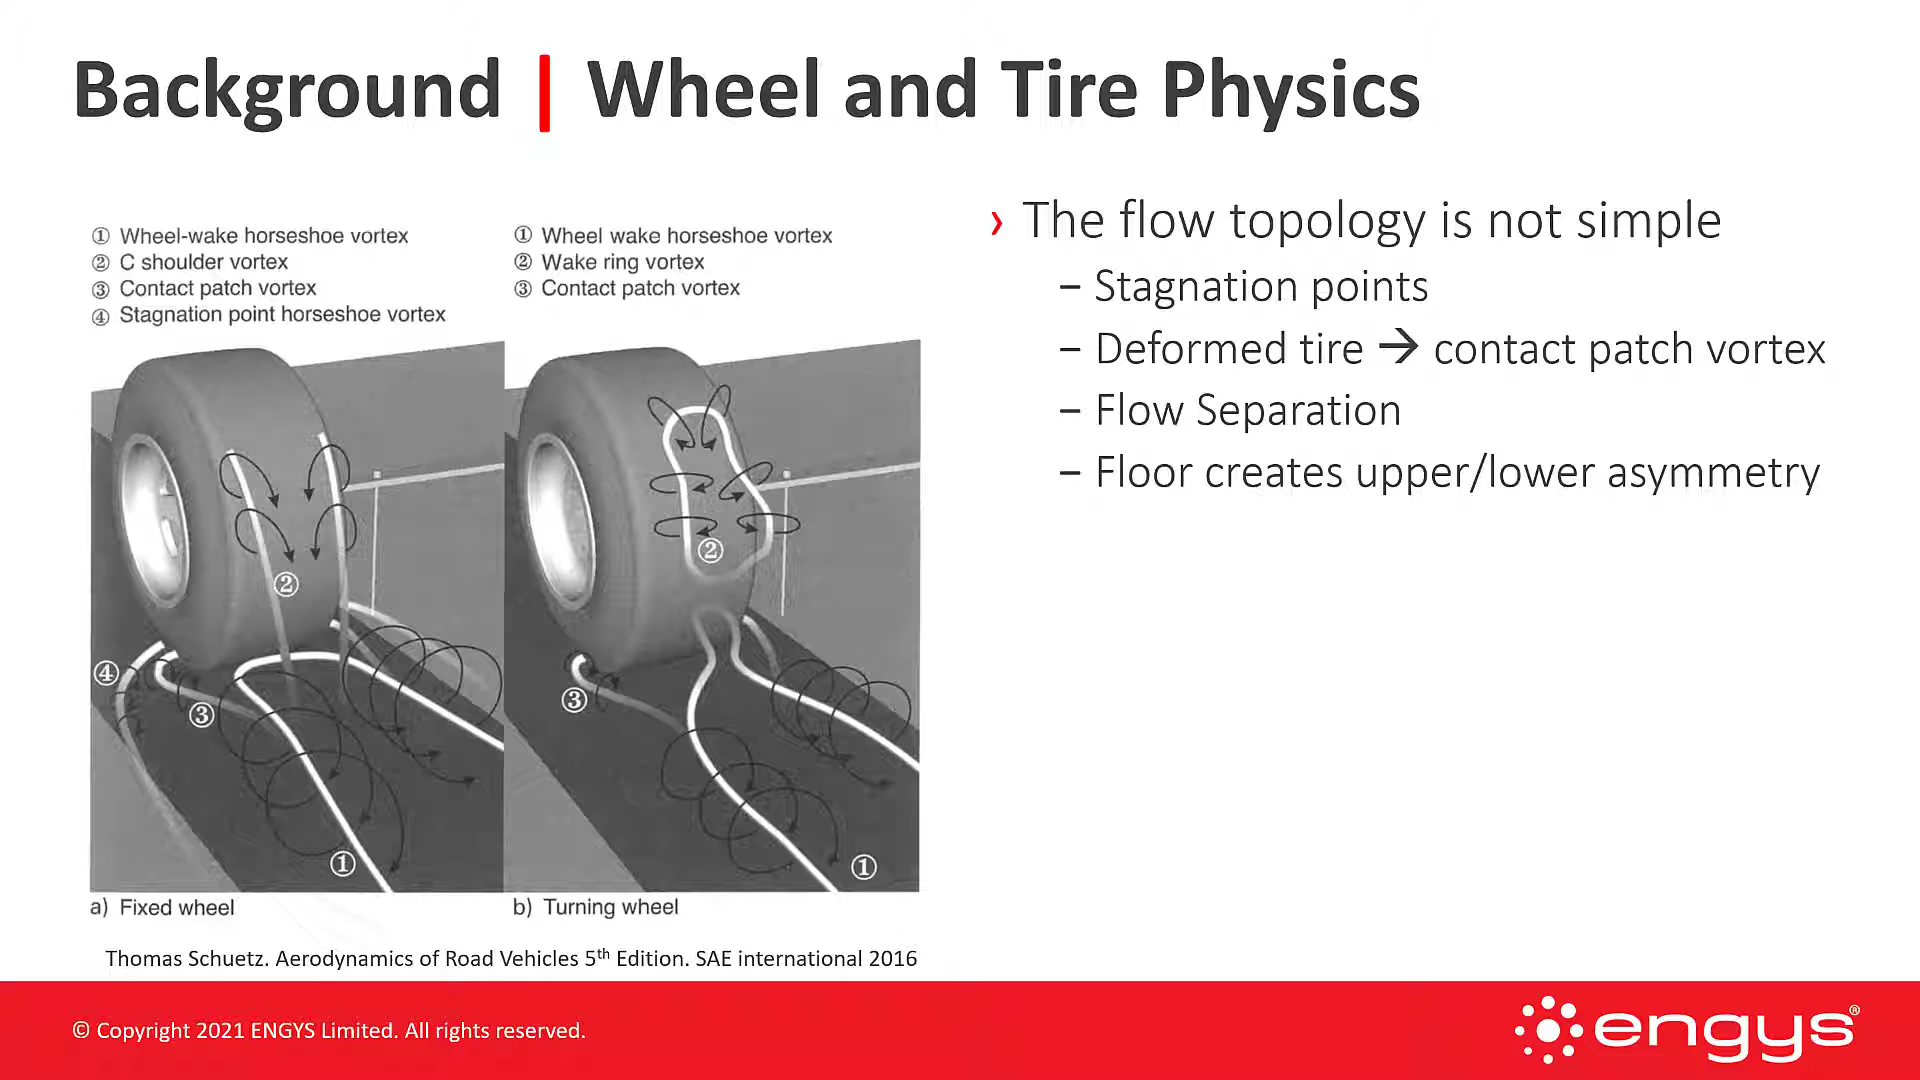 Background | Wheel and Tire Physics
① Wheel-wake horseshoe vortex
② C shoulder vortex
③ Contact patch vortex
④ Stagnation point horseshoe vortex
① Wheel wake horseshoe vortex
② Wake ring vortex
③ Contact patch vortex
②
④
③
①
②
③
①
a) Fixed wheel
b) Turning wheel
Thomas Schuetz. Aerodynamics of Road Vehicles 5th Edition. SAE international 2016
› The flow topology is not simple
– Stagnation points
– Deformed tire → contact patch vortex
– Flow Separation
– Floor creates upper/lower asymmetry
© Copyright 2021 ENGYS Limited. All rights reserved.
engys®